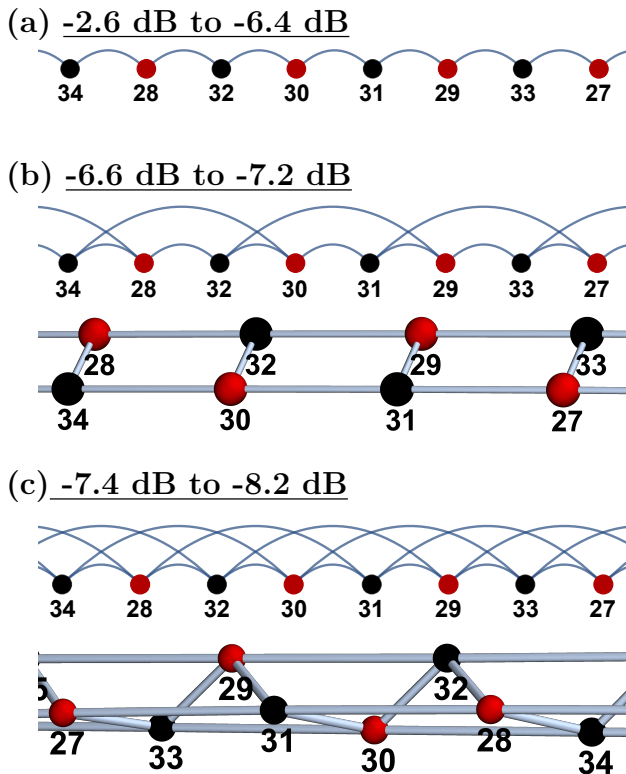 (a) -2.6 dB to -6.4 dB
34 28 32 30 31 29 33 27
(b) -6.6 dB to -7.2 dB
34 28 32 30 31 29 33 27
28 32 29 33
34 30 31 27
(c) -7.4 dB to -8.2 dB
34 28 32 30 31 29 33 27
5 29 32
27 33 31 30 28 34